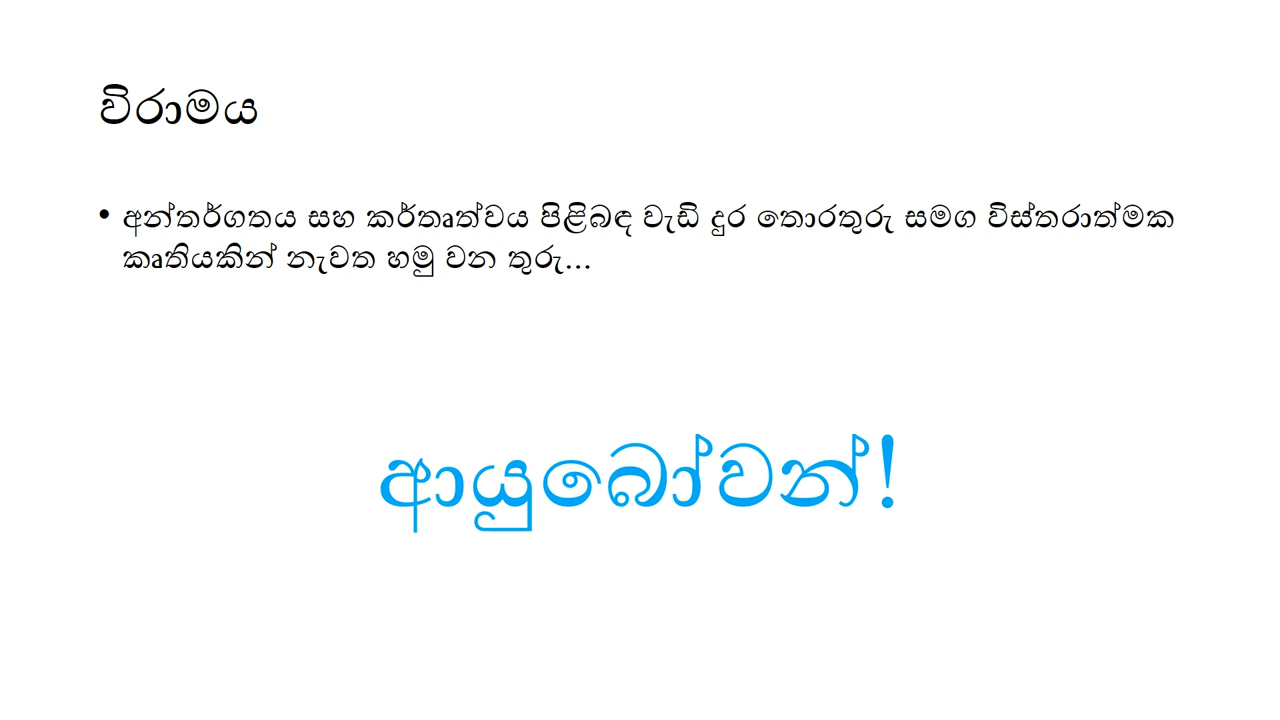 විරාමය
• අන්තර්ගතය සහ කර්තෘත්වය පිළිබඳ වැඩි දුර තොරතුරු සමග විස්තරාත්මක
කෘතියකින් නැවත හමු වන තුරු...
ආයුබෝවන්!